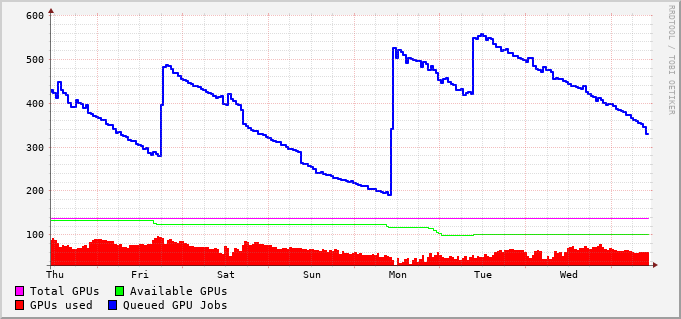 600
500
400
300
200
100
Thu Fri Sat Sun Mon Tue Wed
Total GPUs Available GPUs
GPUs used Queued GPU Jobs
RRDTOOL / TOBI OETIKER